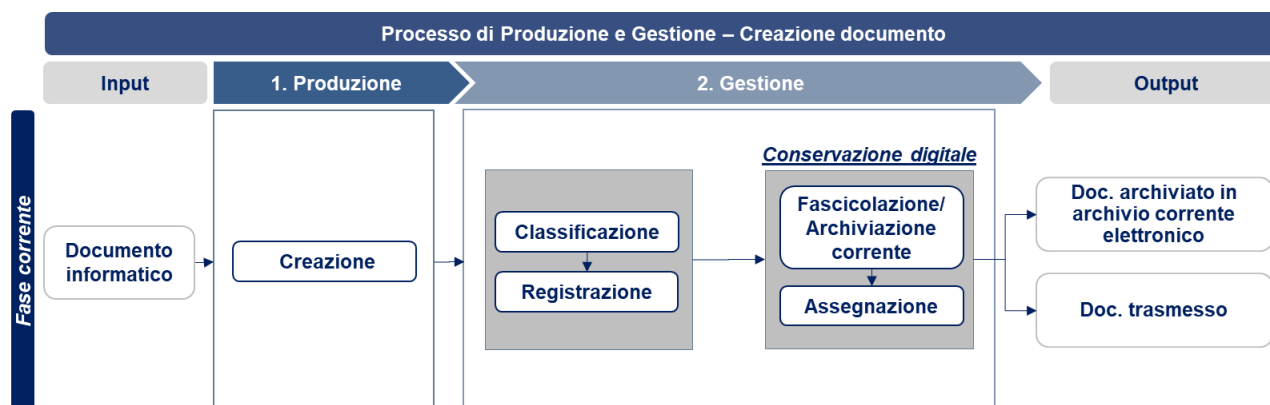 Processo di Produzione e Gestione – Creazione documento
Input
1. Produzione
2. Gestione
Output
Fase corrente
Documento
informatico
Creazione
Classificazione
Registrazione
Conservazione digitale
Fascicolazione/
Archiviazione
corrente
Assegnazione
Doc. archiviato in
archivio corrente
elettronico
Doc. trasmesso